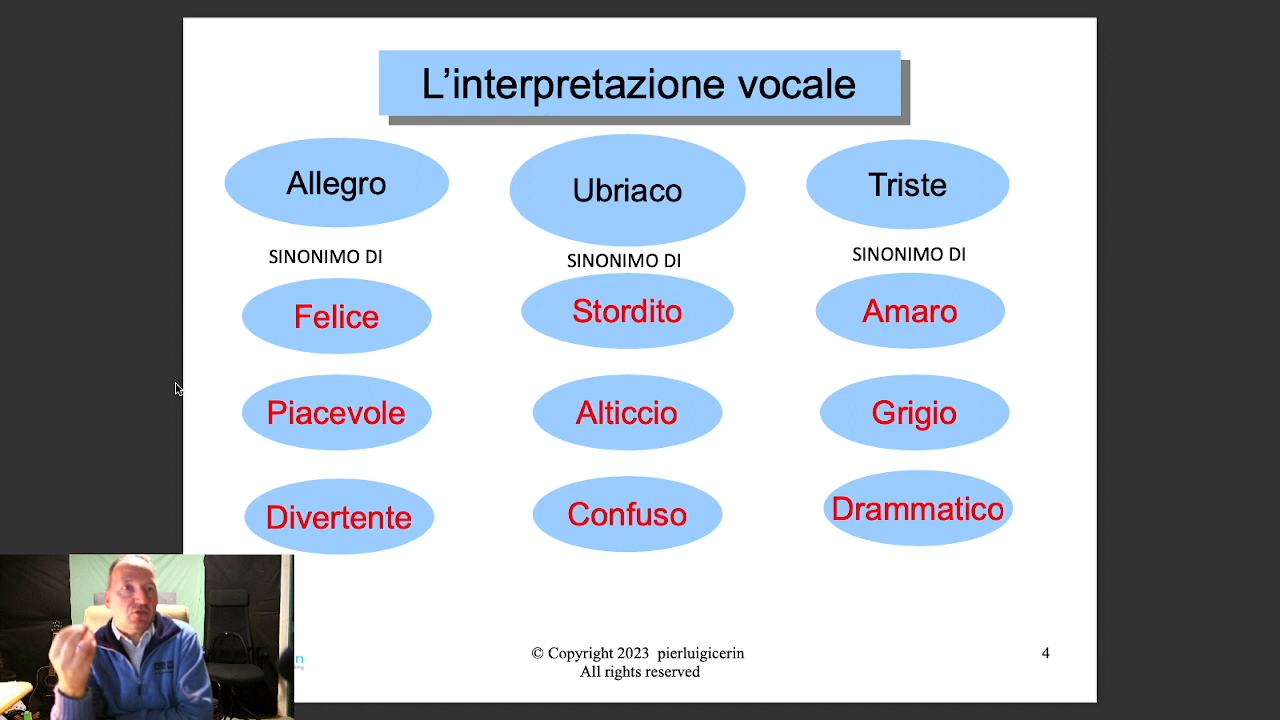 L'interpretazione vocale
Allegro
Ubriaco
Triste
SINONIMO DI
SINONIMO DI
SINONIMO DI
Felice
Stordito
Amaro
Piacevole
Alticcio
Grigio
Divertente
Confuso
Drammatico
© Copyright 2023 pierluigicerin
All rights reserved
4